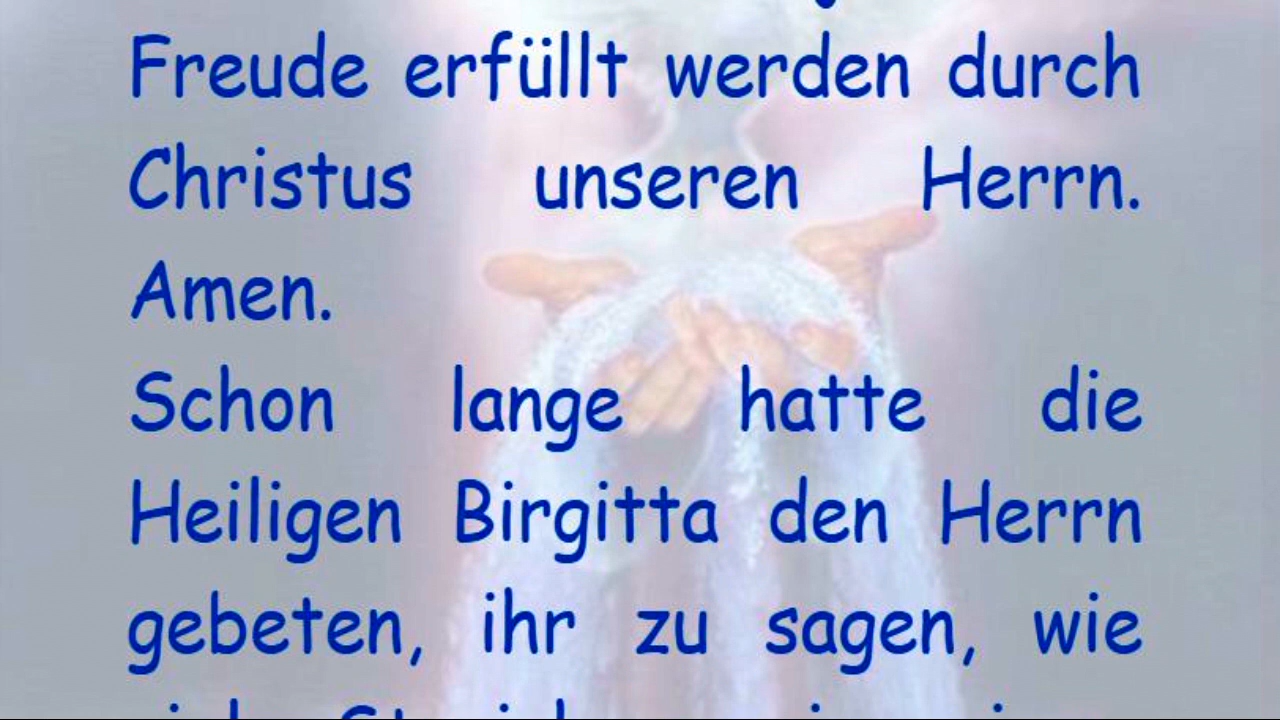 Freude erfüllt werden durch
Christus unseren Herrn.
Amen.
Schon lange hatte die
Heiligen Birgitta den Herrn
gebeten, ihr zu sagen, wie